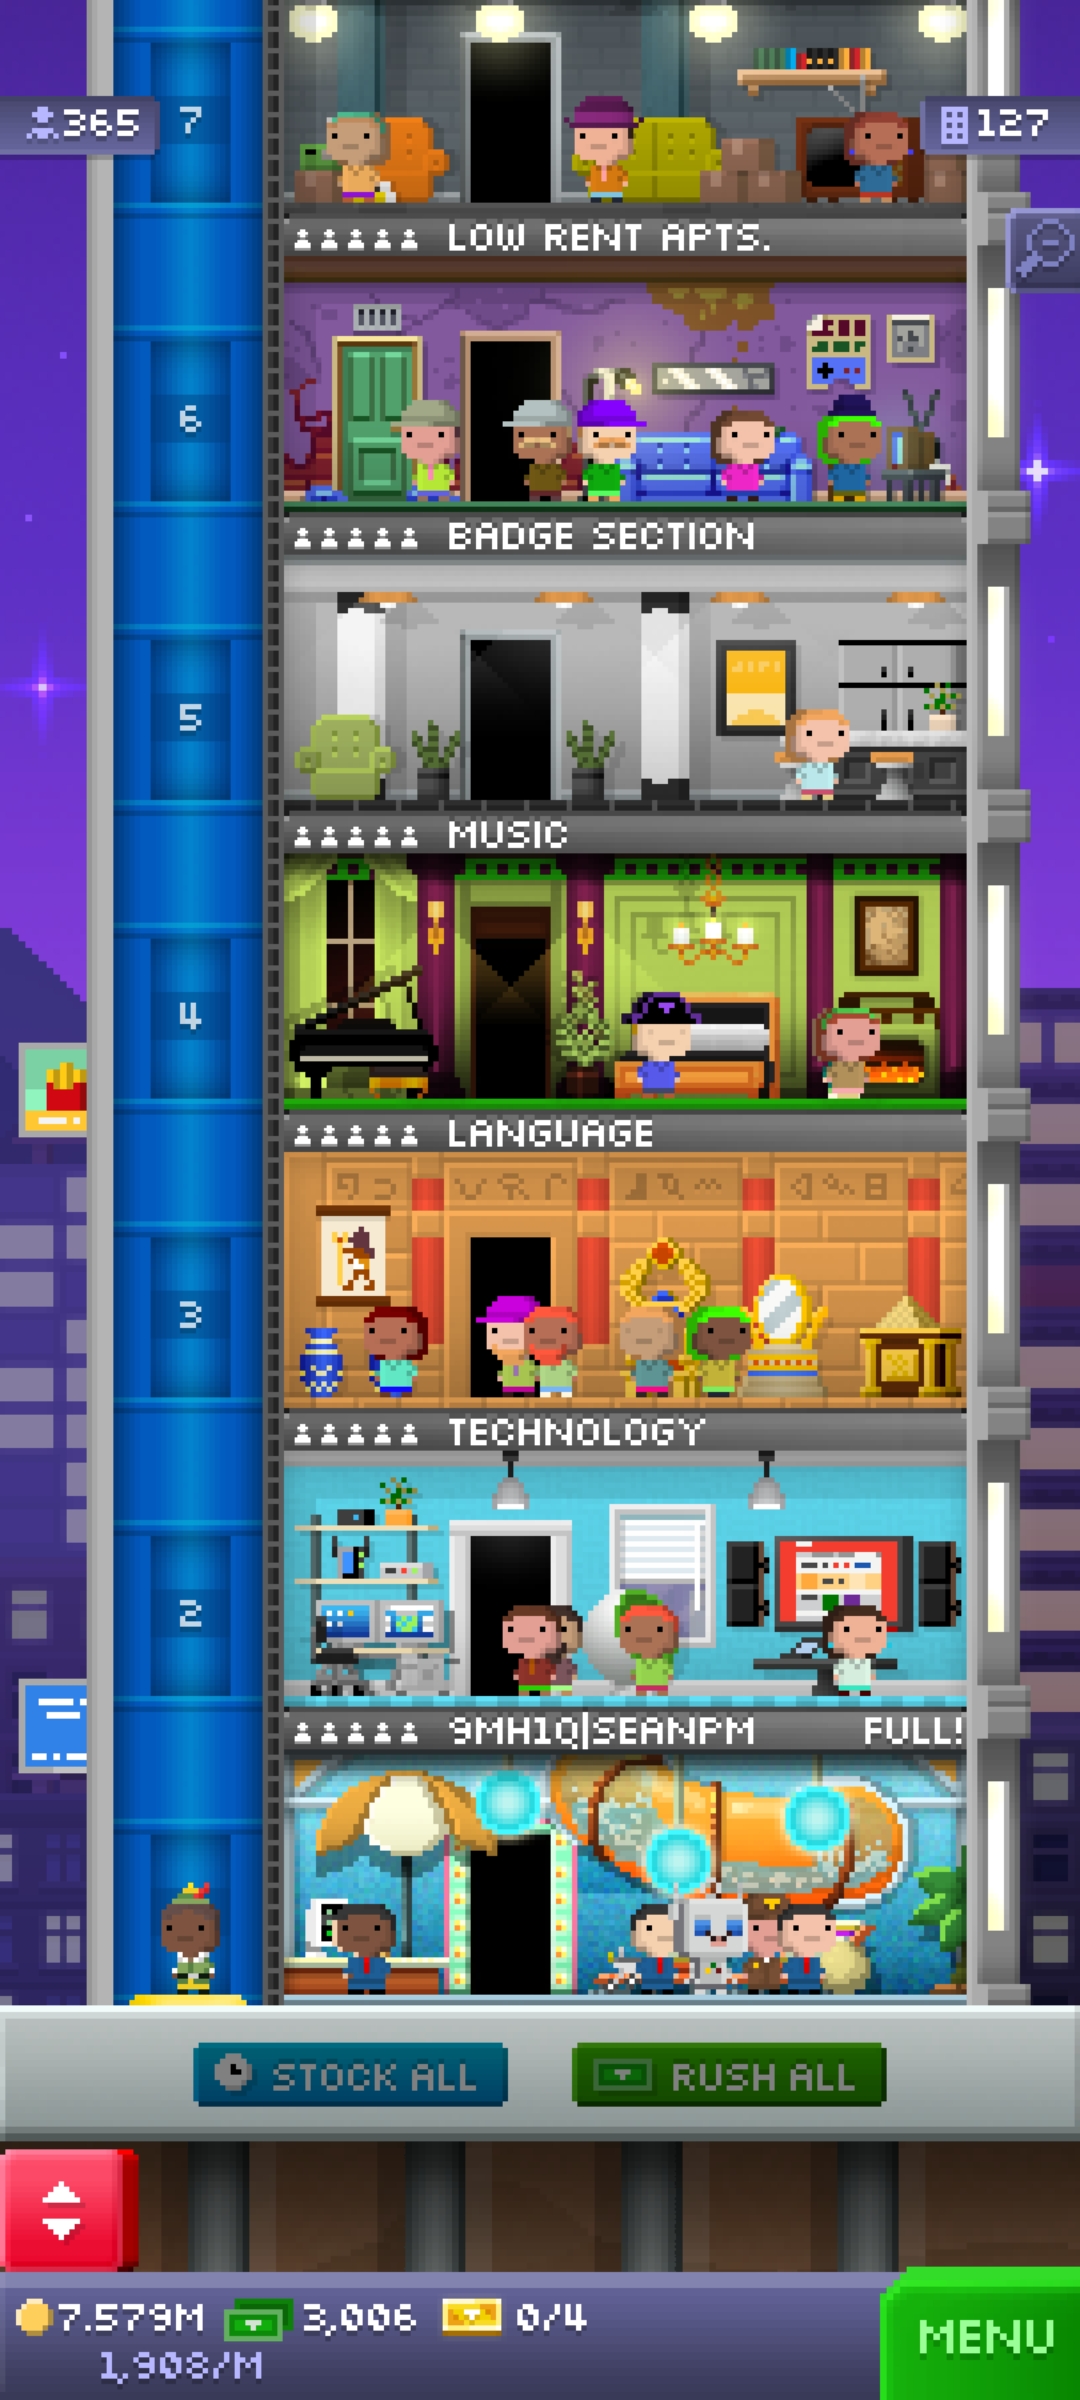 365
7
127
LOW RENT APTS.
6
BADGE SECTION
5
MUSIC
4
LANGUAGE
3
TECHNOLOGY
2
9MH1Q|SEANPM FULL!
STOCK ALL
RUSH ALL
7.579M 3,006 0/4
1,908/M
MENU